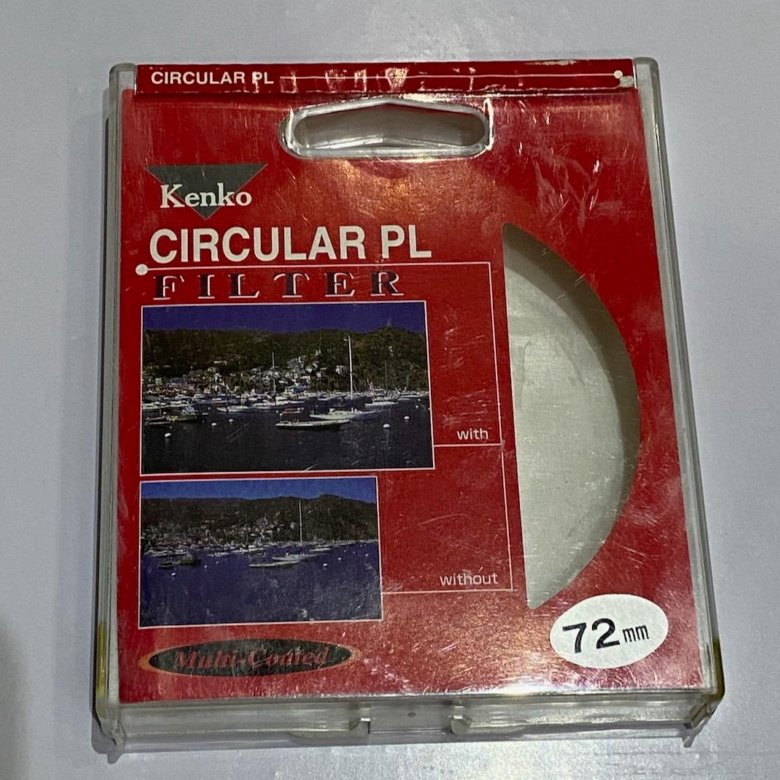 CIRCULAR PL
Kenko
CIRCULAR PL
FILTER
with
without
72mm
Multi-Coated